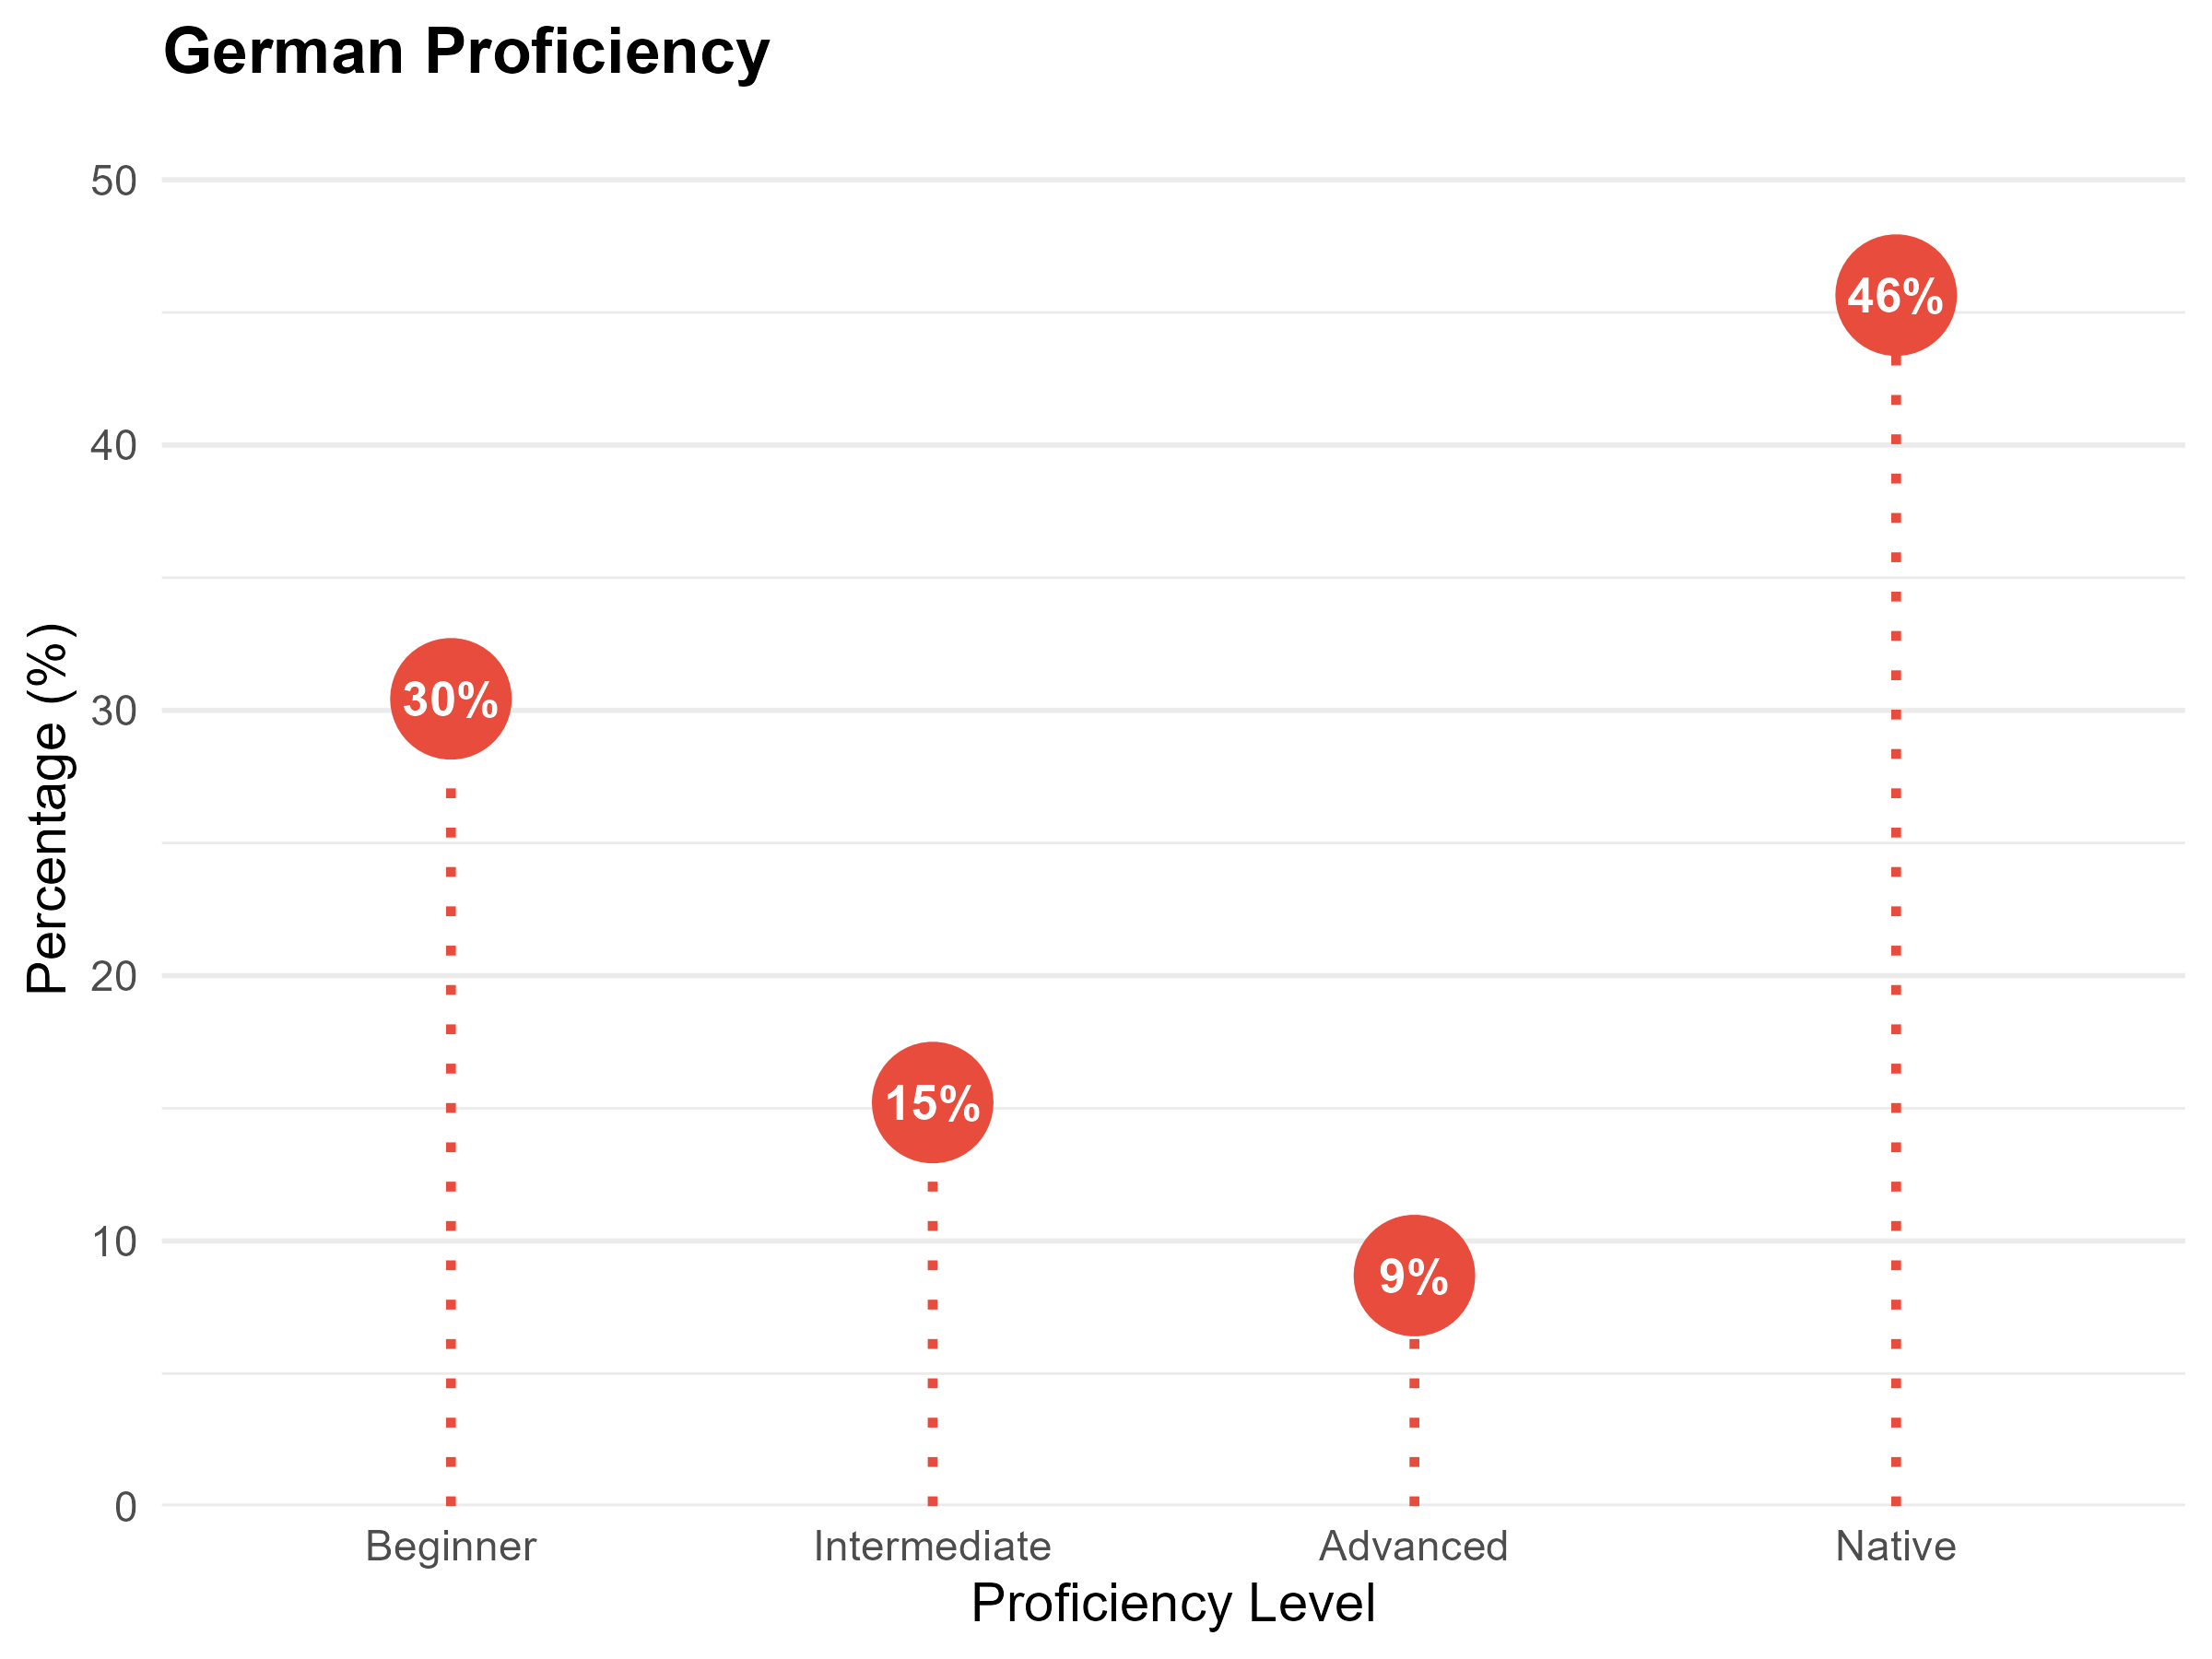 German Proficiency
Percentage (%)
50
40
30
20
10
0
46%
30%
15%
9%
Beginner Intermediate Advanced Native
Proficiency Level